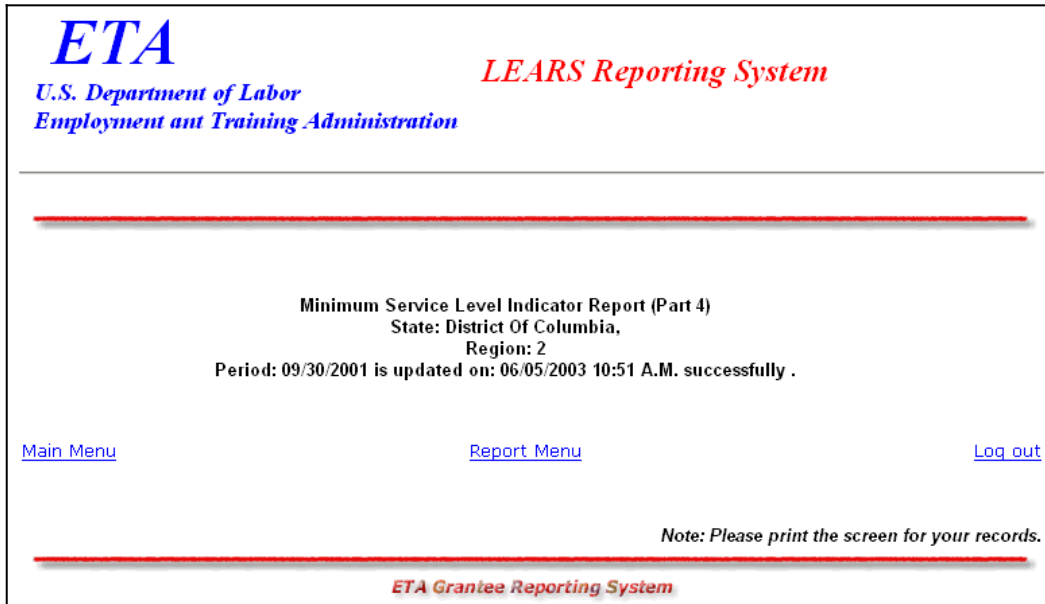 ETA
LEARS Reporting System
U.S. Department of Labor
Employment ant Training Administration
Minimum Service Level Indicator Report (Part 4)
State: District Of Columbia,
Region: 2
Period: 09/30/2001 is updated on: 06/05/2003 10:51 A.M. successfully .
Main Menu Report Menu Log out
Note: Please print the screen for your records.
ETA Grantee Reporting System